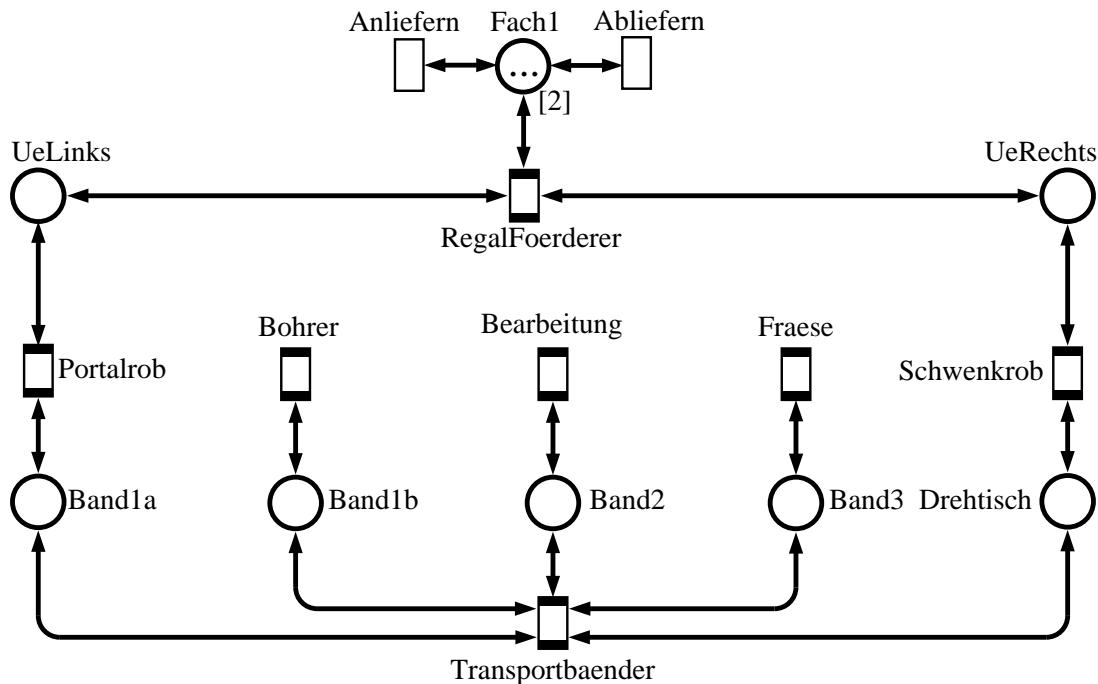 Anliefern Fach1 Abliefern
...
[2]
UeLinks UeRechts
RegalFoerderer
Bohrer Bearbeitung Fraese
Portalrob Schwenkrob
Band1a Band1b Band2 Band3 Drehtisch
Transportbaender